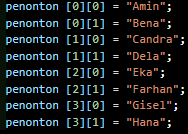 penonton [0][0] = "Amin";
penonton [0][1] = "Bena";
penonton [1][0] = "Candra";
penonton [1][1] = "Dela";
penonton [2][0] = "Eka";
penonton [2][1] = "Farhan";
penonton [3][0] = "Gisel";
penonton [3][1] = "Hana";